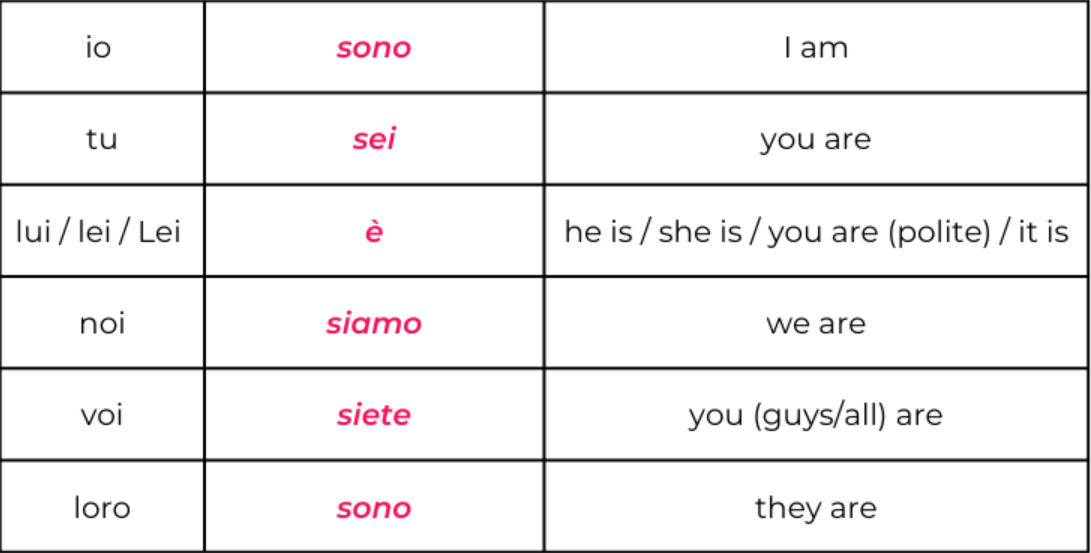 io sono I am
tu sei you are
lui / lei / Lei è he is / she is / you are (polite) / it is
noi siamo we are
voi siete you (guys/all) are
loro sono they are